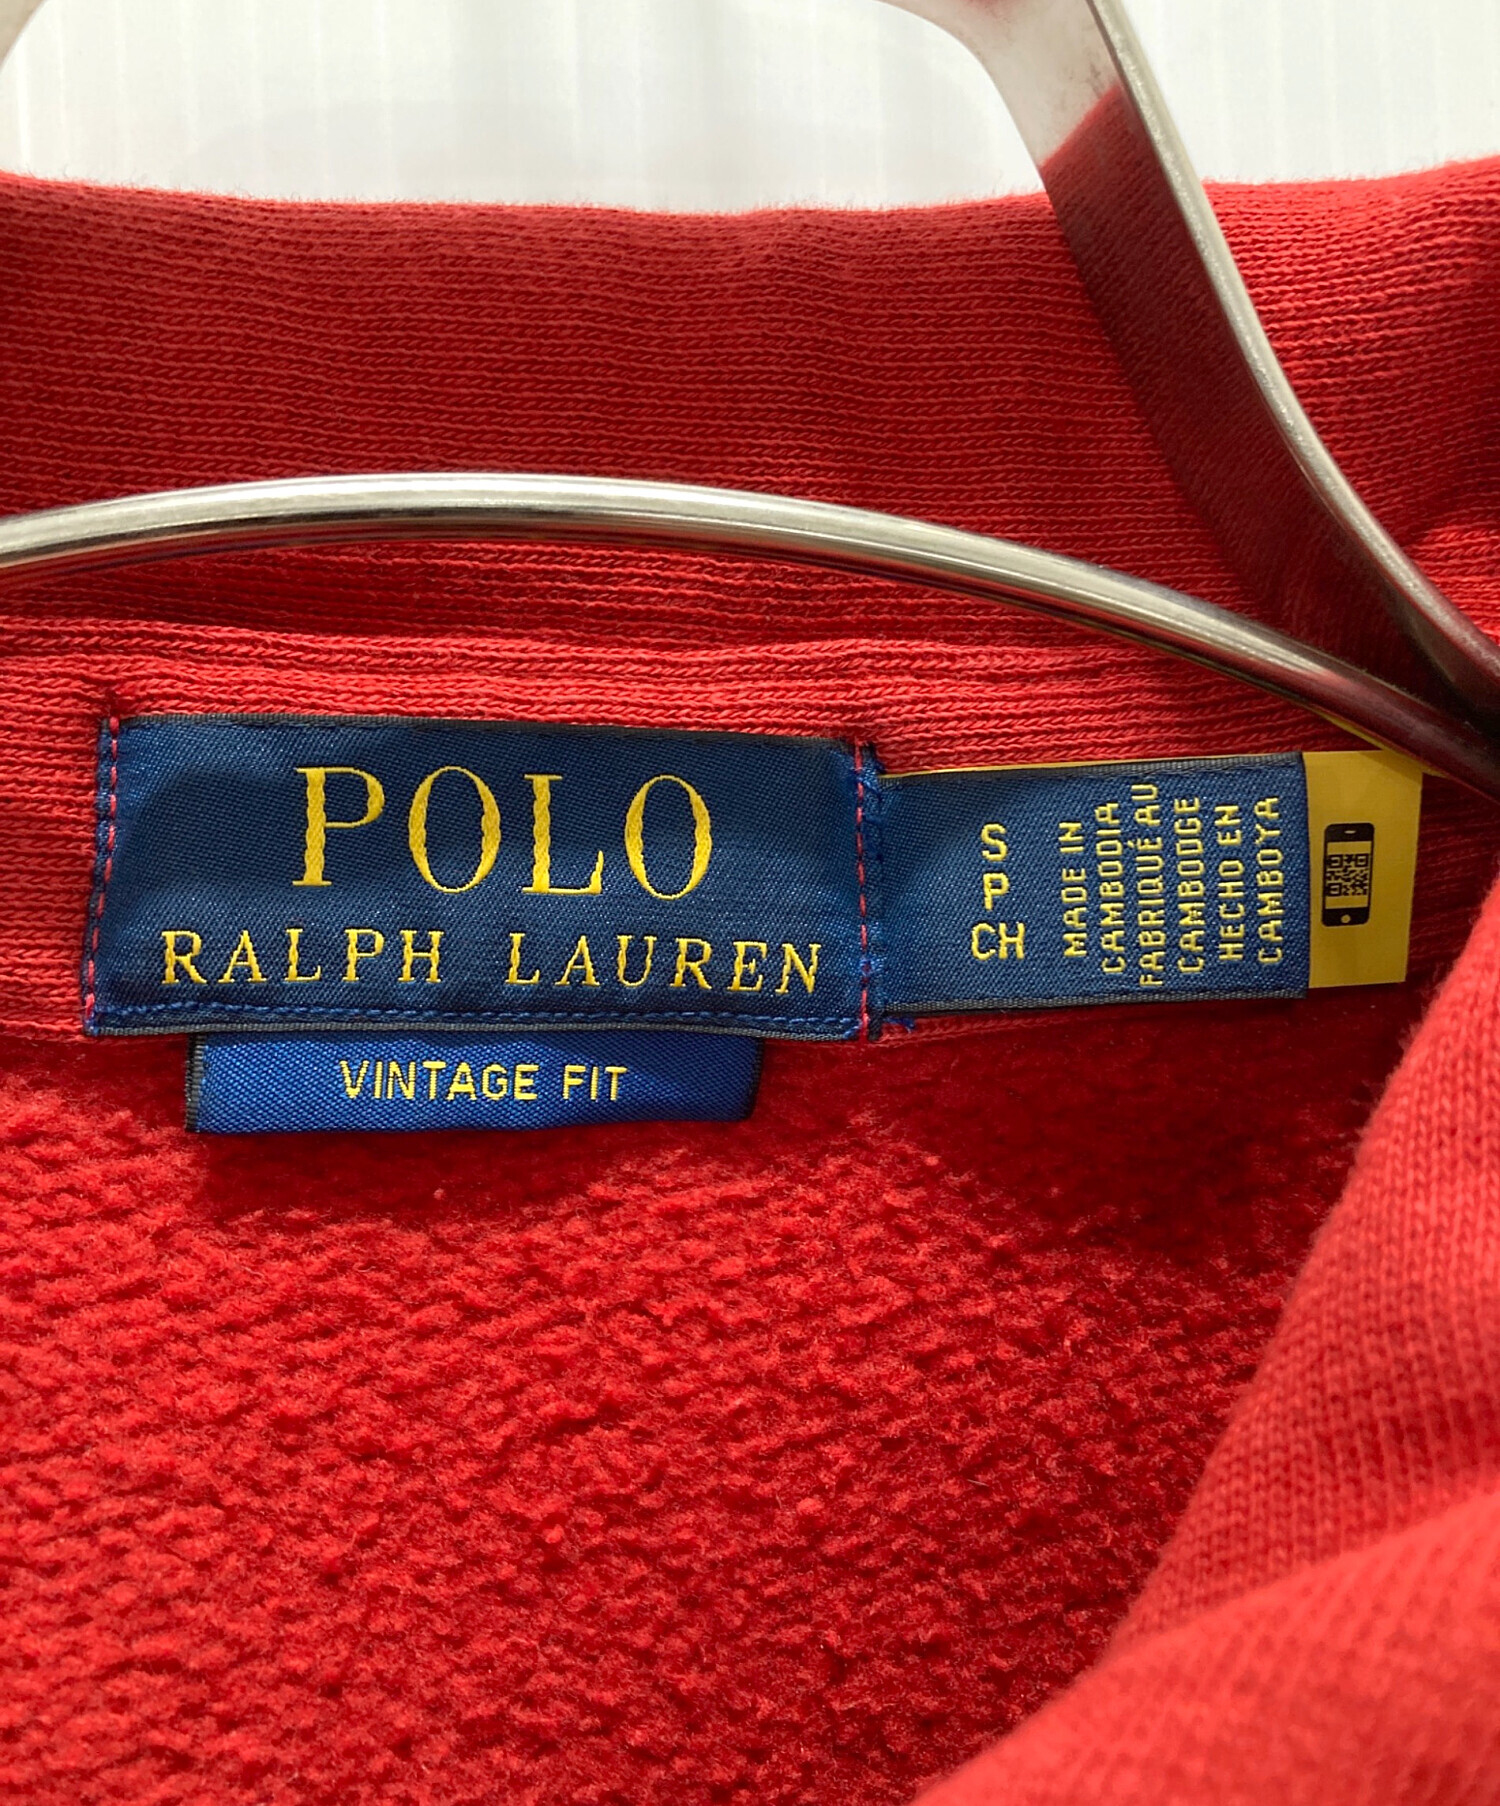 POLO
RALPH LAUREN
VINTAGE FIT
S
P
CH
MADE IN
CAMBODIA
FABRIQUÉ AU
CAMBODGE
HECHO EN
CAMBOYA